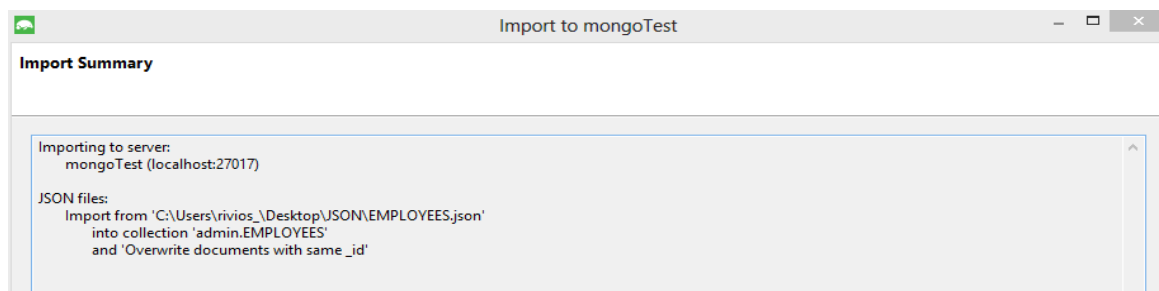 Import to mongoTest
Import Summary
Importing to server:
mongoTest (localhost:27017)
JSON files:
Import from 'C:\Users\rivios_\Desktop\JSON\EMPLOYEES.json'
into collection 'admin.EMPLOYEES'
and 'Overwrite documents with same _id'